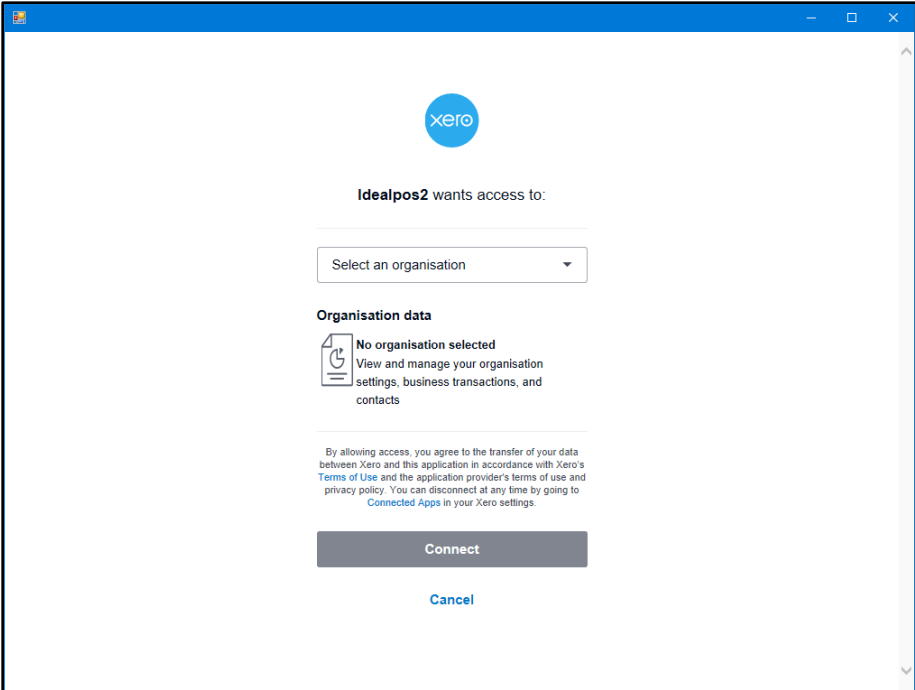 xero
Idealpos2 wants access to:
Select an organisation
Organisation data
No organisation selected
View and manage your organisation
settings, business transactions, and
contacts
By allowing access, you agree to the transfer of your data
between Xero and this application in accordance with Xero's
Terms of Use and the application provider's terms of use and
privacy policy. You can disconnect at any time by going to
Connected Apps in your Xero settings.
Connect
Cancel